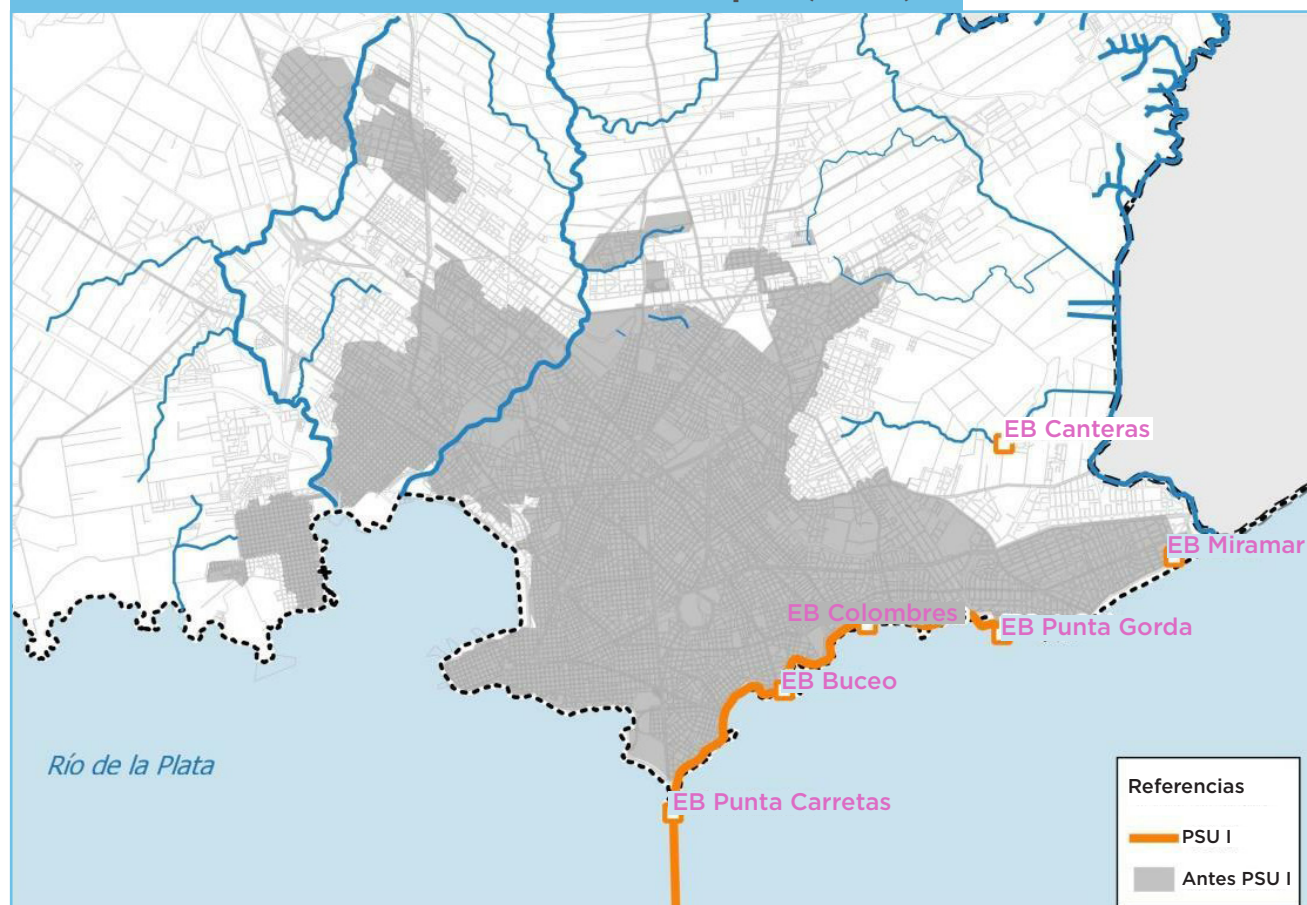 EB Canteras
EB Miramar
EB Colombres
EB Punta Gorda
EB Buceo
Río de la Plata
EB Punta Carretas
Referencias
PSU I
Antes PSU I